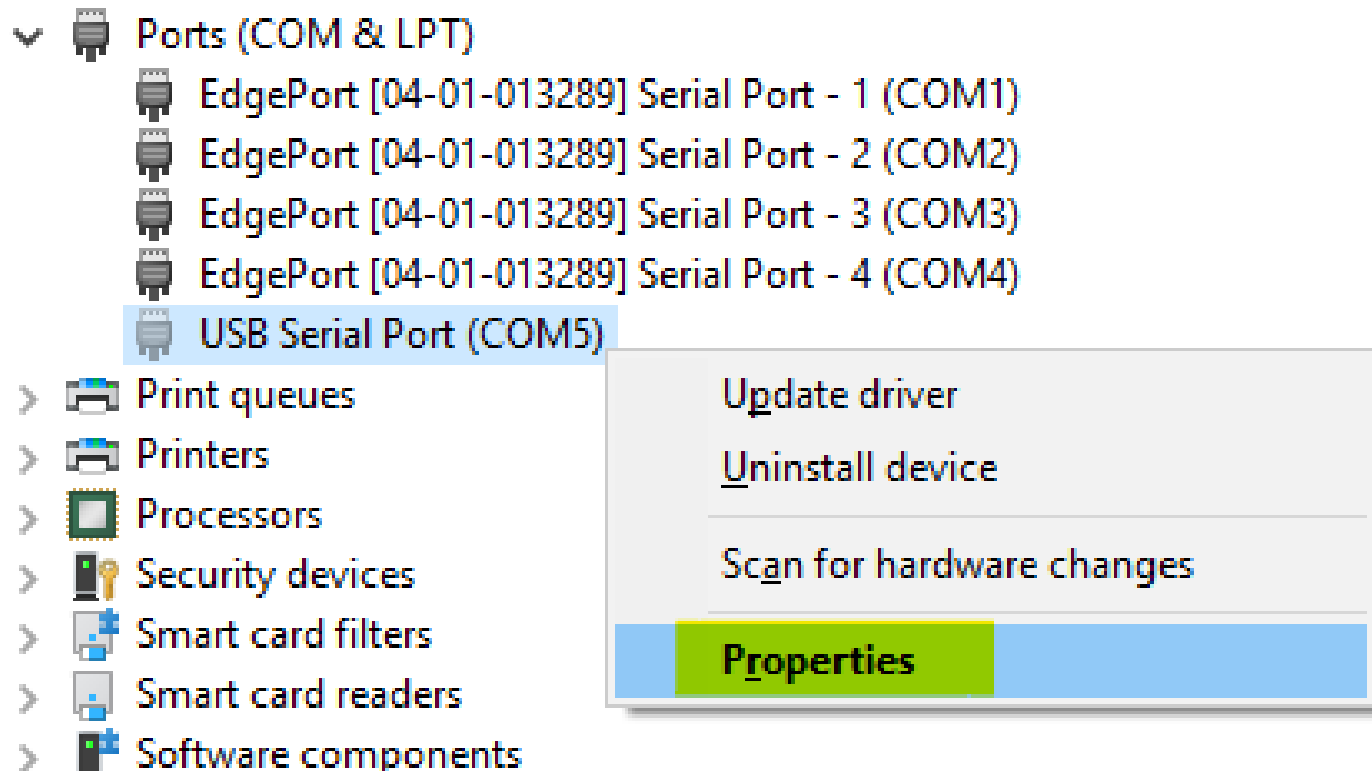 Ports (COM & LPT)
EdgePort [04-01-013289] Serial Port - 1 (COM1)
EdgePort [04-01-013289] Serial Port - 2 (COM2)
EdgePort [04-01-013289] Serial Port - 3 (COM3)
EdgePort [04-01-013289] Serial Port - 4 (COM4)
USB Serial Port (COM5)
Print queues
Printers
Processors
Security devices
Smart card filters
Smart card readers
Software components
Update driver
Uninstall device
Scan for hardware changes
Properties